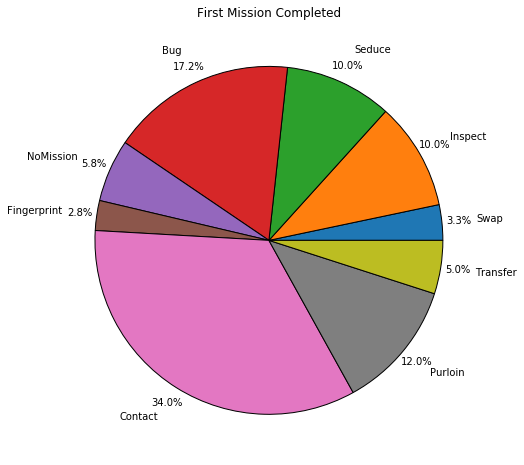 First Mission Completed
Seduce
10.0%
Bug
17.2%
Inspect
10.0%
NoMission
5.8%
Fingerprint
2.8%
Swap
3.3%
Transfer
5.0%
Purloin
12.0%
Contact
34.0%